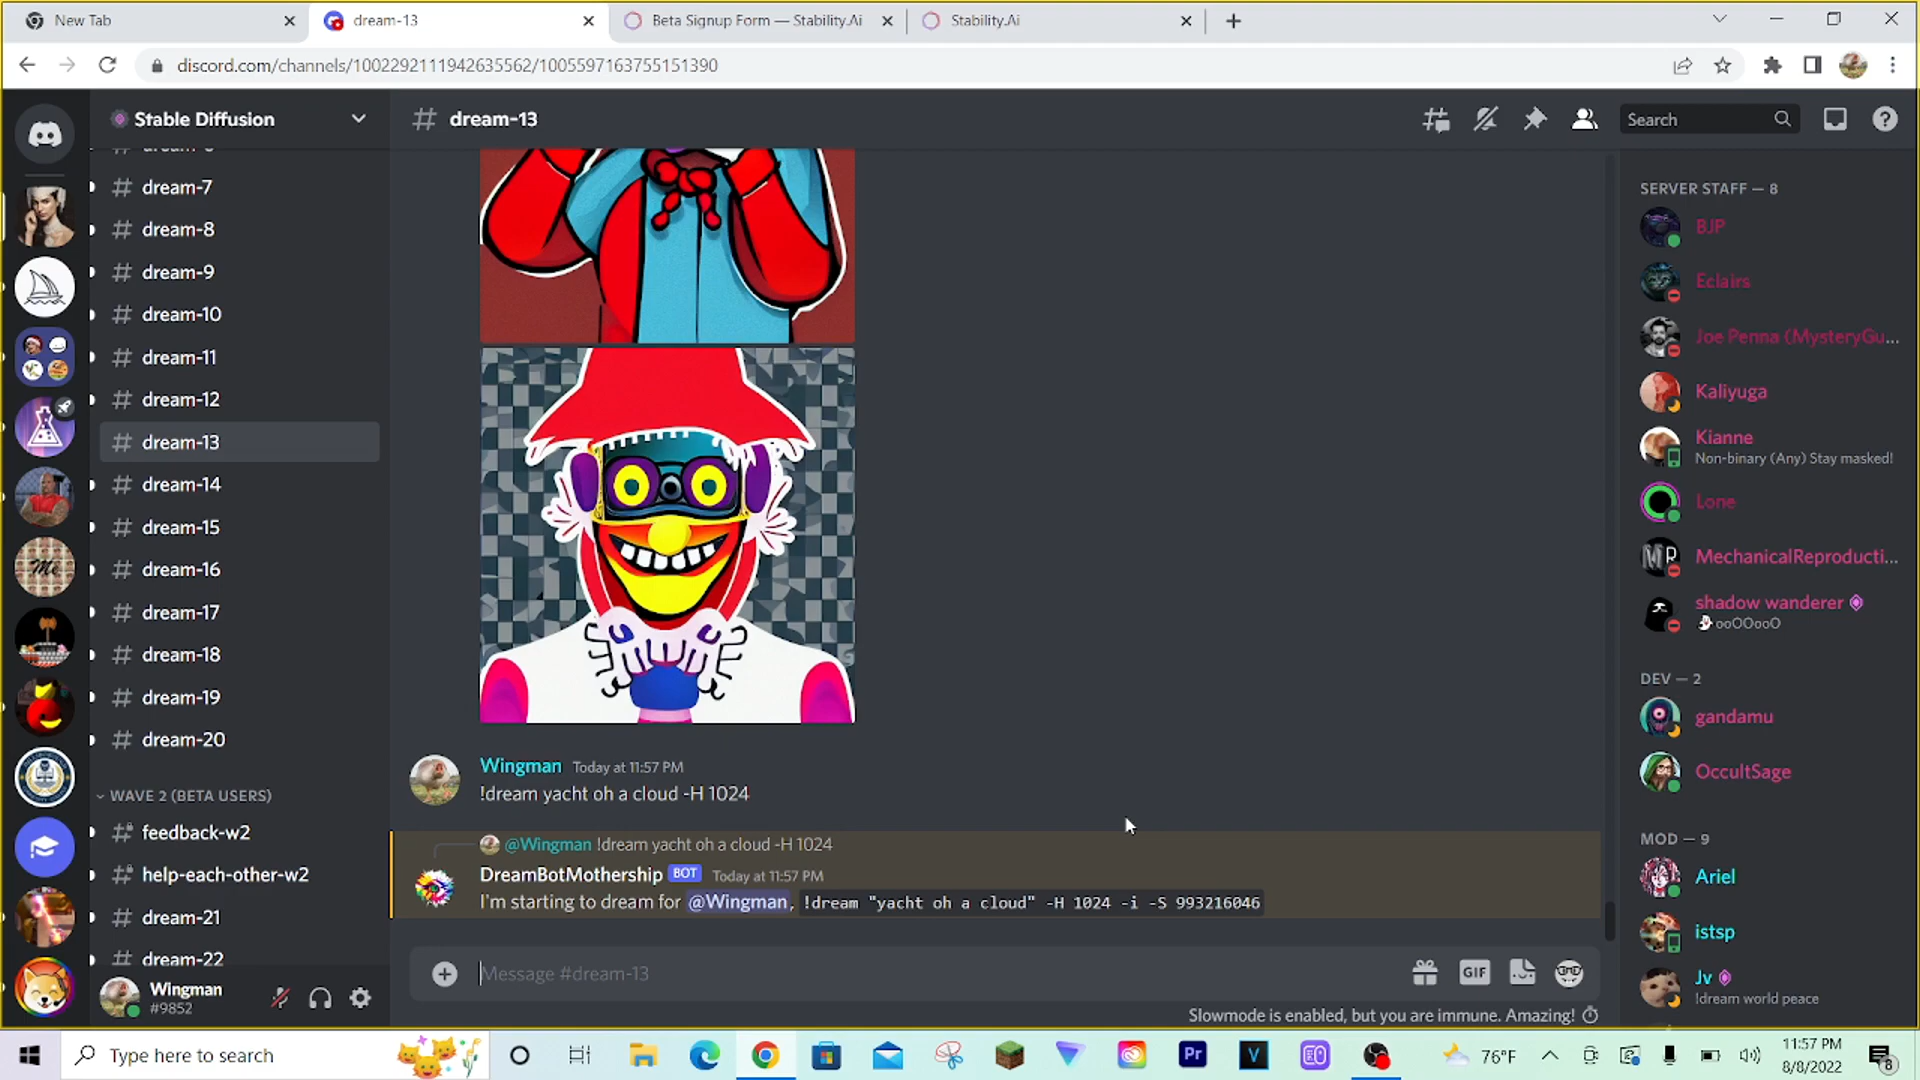 New Tab
dream-13
Beta Signup Form — Stability.Ai
Stability.Ai
discord.com/channels/1002292111942635562/1005597163755151390
Stable Diffusion
# dream-13
Search
dream-7
dream-8
dream-9
dream-10
dream-11
dream-12
dream-13
dream-14
dream-15
dream-16
dream-17
dream-18
dream-19
dream-20
WAVE 2 (BETA USERS)
feedback-w2
help-each-other-w2
dream-21
dream-22
Wingman
#9852
Wingman Today at 11:57 PM
!dream yacht oh a cloud -H 1024
@Wingman !dream yacht oh a cloud -H 1024
DreamBotMothership BOT Today at 11:57 PM
I'm starting to dream for @Wingman, !dream "yacht oh a cloud" -H 1024 -i -S 993216046
Message #dream-13
GIF
Slowmode is enabled, but you are immune. Amazing!
SERVER STAFF — 8
BJP
Eclairs
Joe Penna (MysteryGu...
Kaliyuga
Kianne
Non-binary (Any) Stay masked!
Lone
MechanicalReproducti...
shadow wanderer
ooOOooO
DEV — 2
gandamu
OccultSage
MOD — 9
Ariel
istsp
Jv
!dream world peace
Type here to search
Pr
V
76°F
11:57 PM
8/8/2022
8